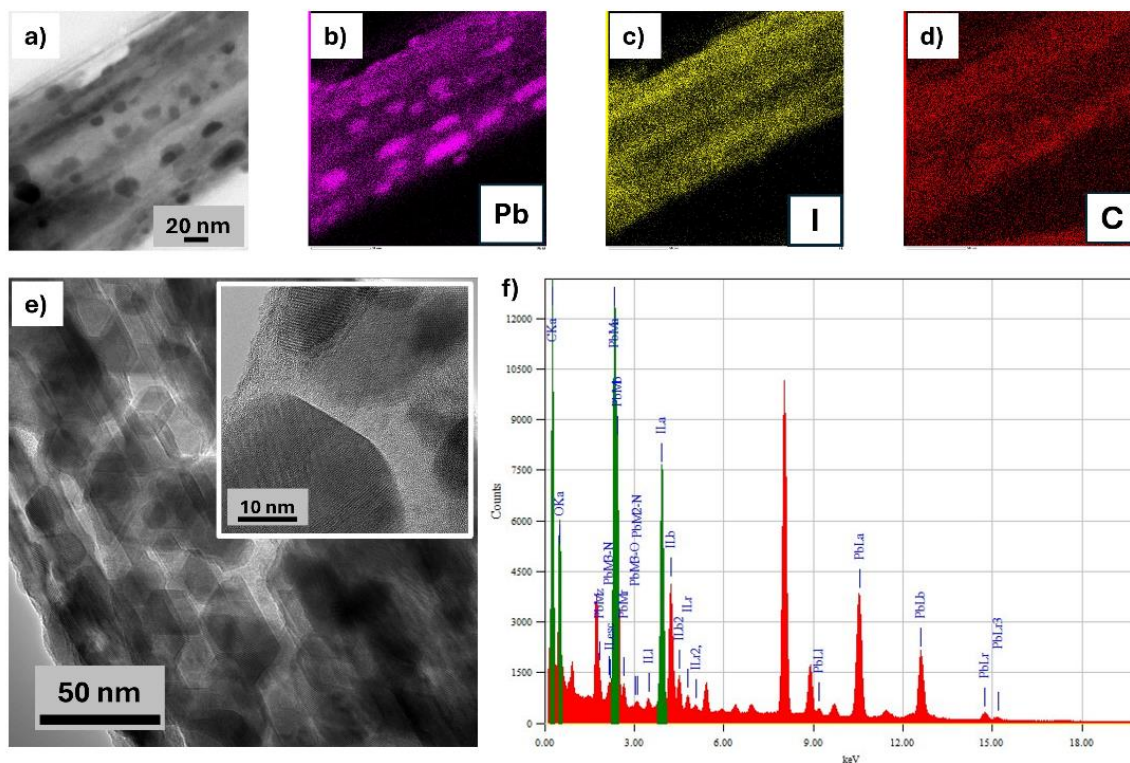 a)
20 nm
b)
Pb
c)
I
d)
C
e)
50 nm
10 nm
f)
Counts
12000
10500
9000
7500
6000
4500
3000
1500
0
CKa
OKa
PbMz
ILesc
PbM3-N
PbMa
PbMb
PbMr
PbM3-O
PbM2-N
ILl
ILa
ILb
ILb2
ILr
ILr2,
PbLl
PbLa
PbLb
PbLr
PbLr3
0.00
3.00
6.00
9.00
12.00
15.00
18.00
keV